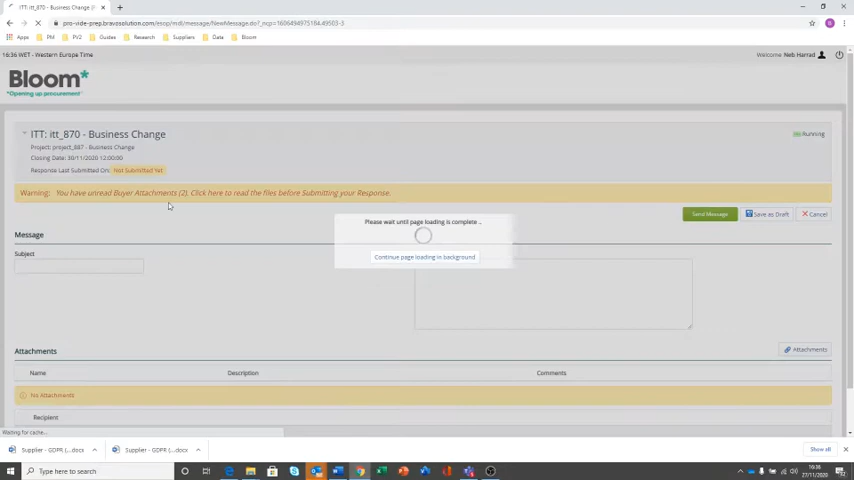 ITT: itt_870 - Business Change
pro-vide-prep.bravosolution.com/esop/indl/message/NewMessage.do?_ncp=1606494975184.49503-3
B
Apps PM PV2 Guides Research Suppliers Data Bloom
16:36 WET - Western Europe Time
Welcome Neb Harrad
Bloom*
"Opening up procurement"
ITT: itt_870 - Business Change
Running
Project: project_887 - Business Change
Closing Date: 30/11/2020 12:00:00
Response Last Submitted On: Not Submitted Yet
Warning: You have unread Buyer Attachments (2). Click here to read the files before Submitting your Response.
Send Message Save as Draft Cancel
Please wait until page loading is complete ..
Continue page loading in background
Message
Subject
Attachments
Attachments
Name Description Comments
No Attachments
Recipient
Waiting for cache...
Supplier - GDPR (....docx Supplier - GDPR (....docx Show all
Type here to search
16:36
27/11/2020